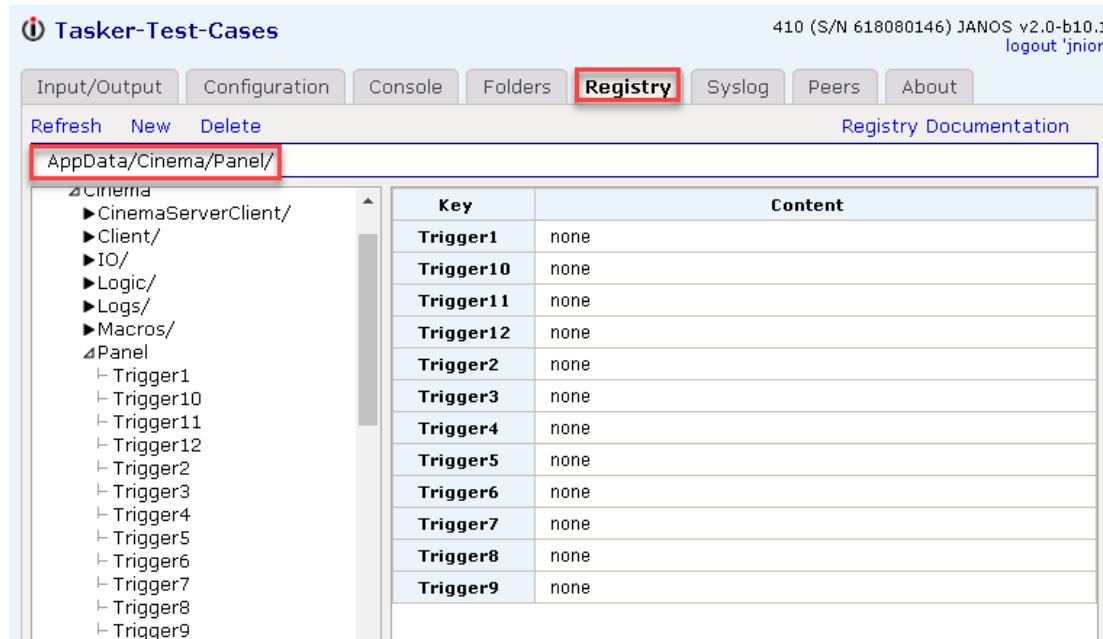 Tasker-Test-Cases
410 (S/N 618080146) JANOS v2.0-b10.1
logout 'jnior
Input/Output Configuration Console Folders Registry Syslog Peers About
Refresh New Delete Registry Documentation
AppData/Cinema/Panel/
Cinema
CinemaServerClient/
Client/
IO/
Logic/
Logs/
Macros/
Panel
Trigger1
Trigger10
Trigger11
Trigger12
Trigger2
Trigger3
Trigger4
Trigger5
Trigger6
Trigger7
Trigger8
Trigger9
Key Content
Trigger1 none
Trigger10 none
Trigger11 none
Trigger12 none
Trigger2 none
Trigger3 none
Trigger4 none
Trigger5 none
Trigger6 none
Trigger7 none
Trigger8 none
Trigger9 none